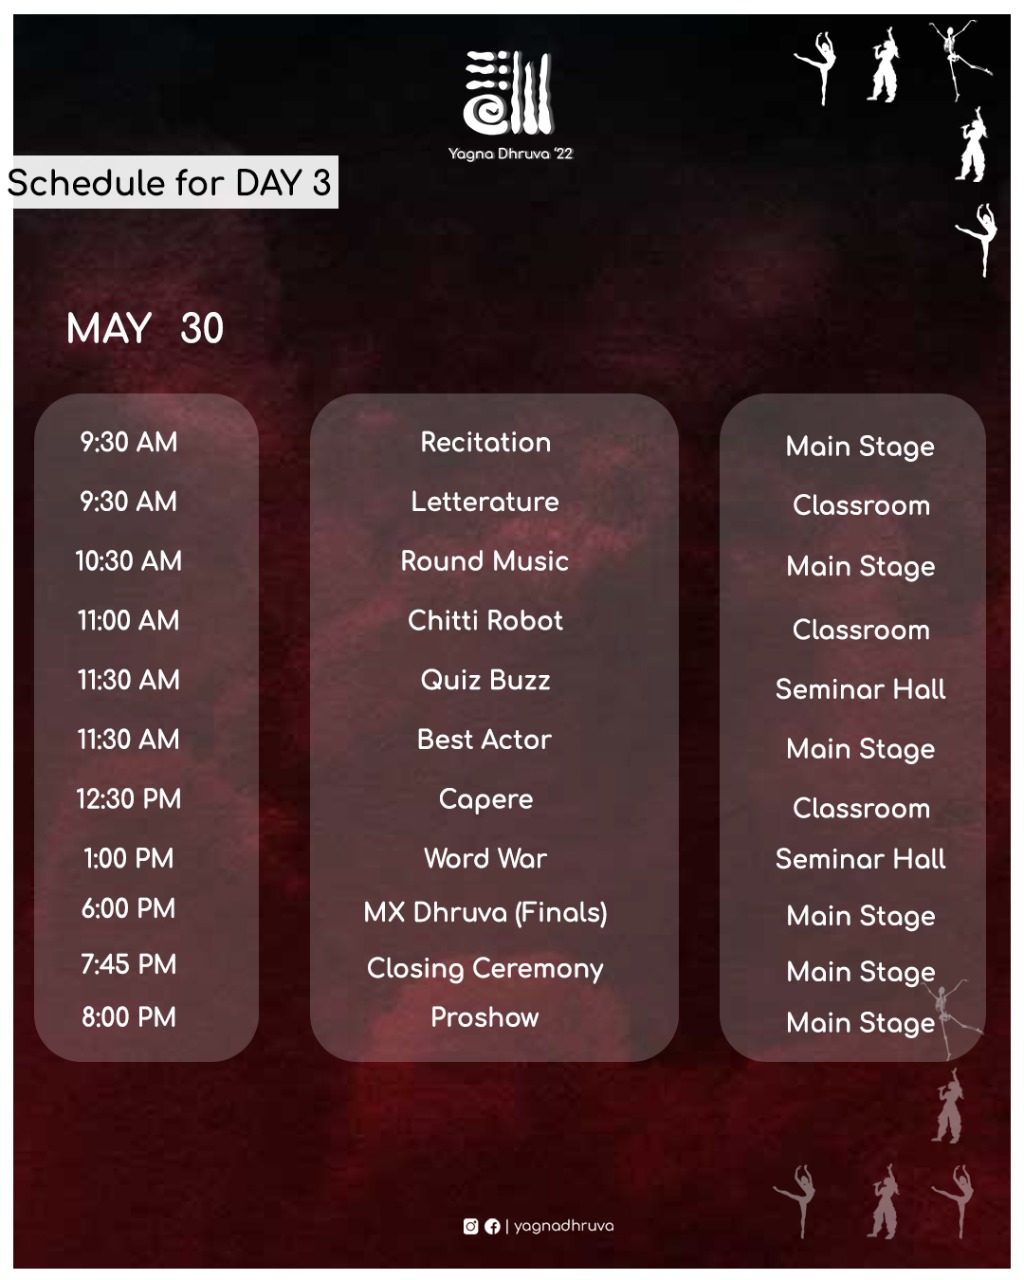 Yagna Dhruva ‘22
Schedule for DAY 3
MAY 30
9:30 AM Recitation Main Stage
9:30 AM Letterature Classroom
10:30 AM Round Music Main Stage
11:00 AM Chitti Robot Classroom
11:30 AM Quiz Buzz Seminar Hall
11:30 AM Best Actor Main Stage
12:30 PM Capere Classroom
1:00 PM Word War Seminar Hall
6:00 PM MX Dhruva (Finals) Main Stage
7:45 PM Closing Ceremony Main Stage
8:00 PM Proshow Main Stage
| yagnadhruva